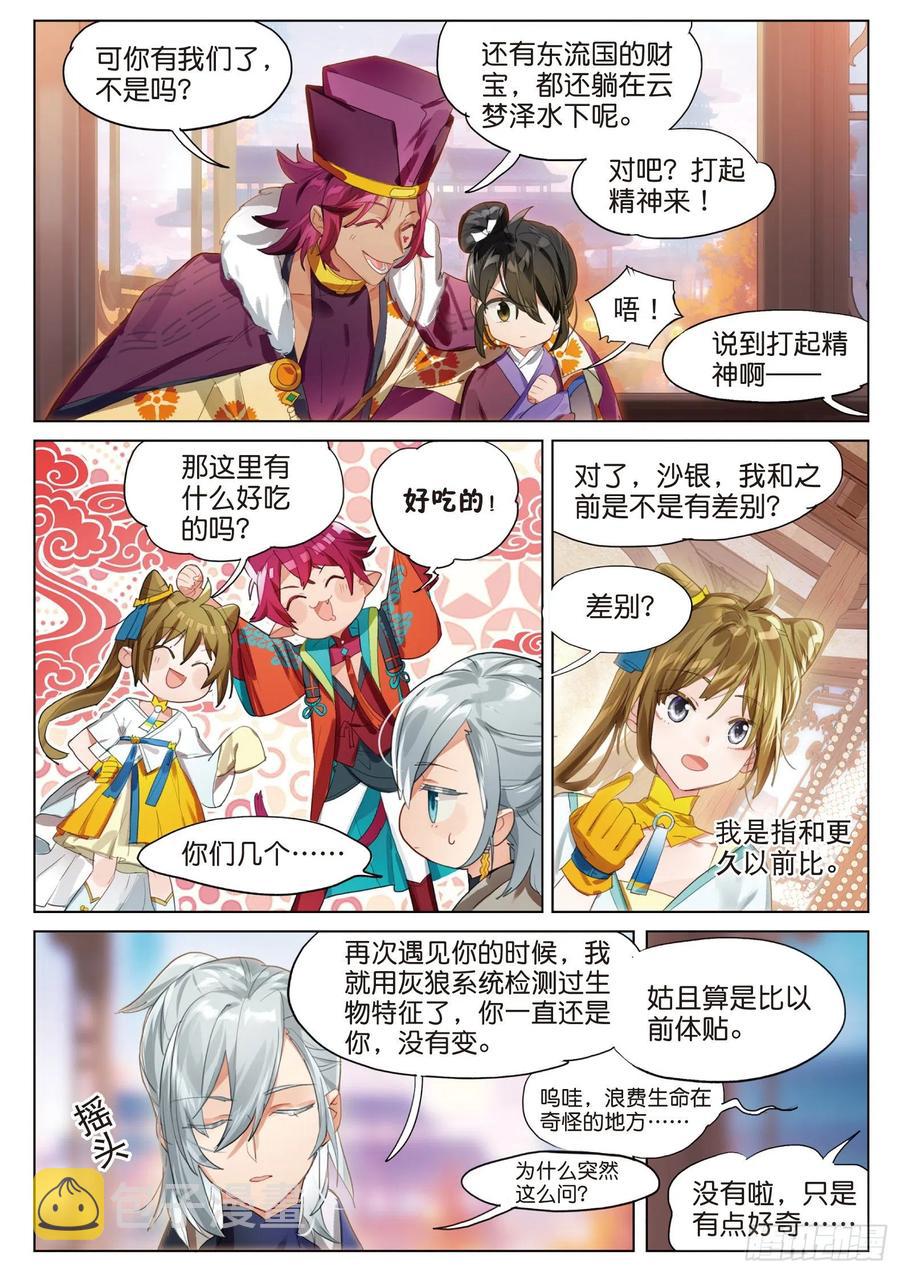 可你有我们了，
不是吗？
还有东流国的财
宝，都还躺在云
梦泽水下呢。
对吧？打起
精神来！
唔！
说到打起精
神啊——
那这里有
什么好吃
的吗？
好吃的！
你们几个……
对了，沙银，我和之
前是不是有差别？
差别？
我是指和更
久以前比。
再次遇见你的时候，我
就用灰狼系统检测过生
物特征了，你一直还是
你，没有变。
摇头
姑且算是比以
前体贴。
呜哇，浪费生命在
奇怪的地方……
为什么突然
这么问？
没有啦，只是
有点好奇……
包子漫畫
腾讯动漫